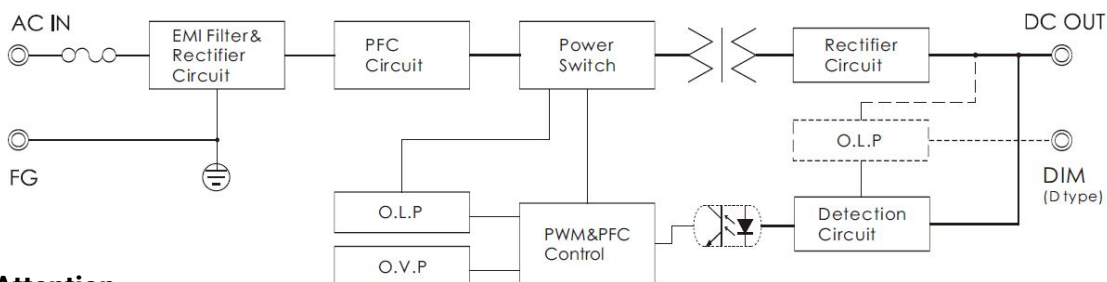 AC IN
DC OUT
EMI Filter&
Rectifier
Circuit
PFC
Circuit
Power
Switch
Rectifier
Circuit
O.L.P
FG
DIM
(D type)
O.L.P
PWM&PFC
Control
Detection
Circuit
O.V.P
Attention